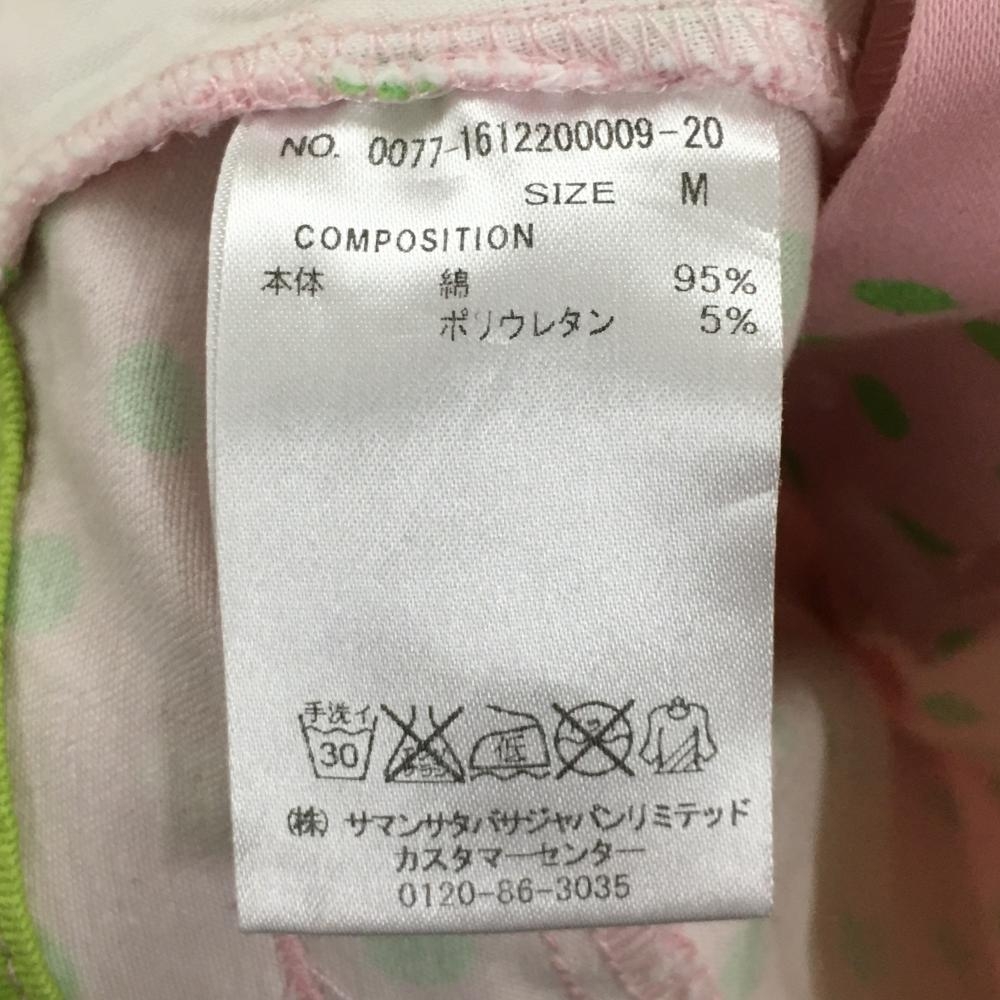 NO. 0077-1612200009-20
SIZE M
COMPOSITION
本体 綿 95%
ポリウレタン 5%
手洗イ
30 低
(株) サマンサタバサジャパンリミテッド
カスタマーセンター
0120-86-3035